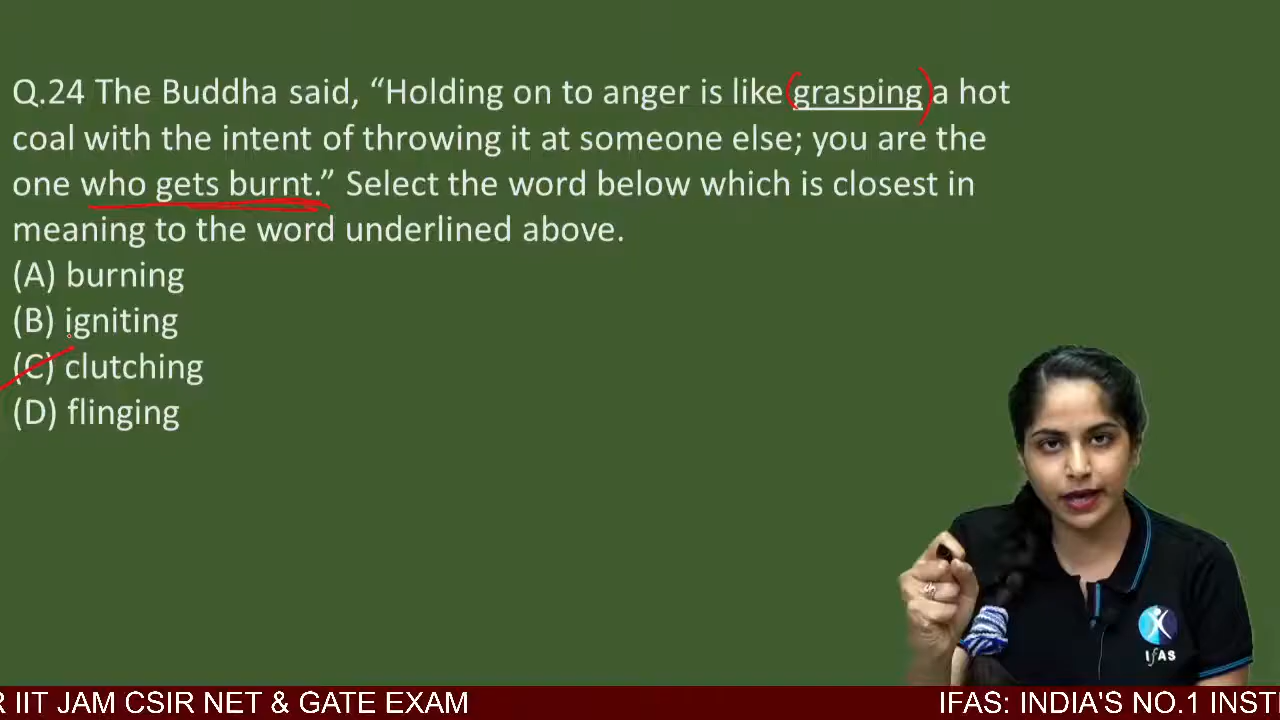 Q.24 The Buddha said, “Holding on to anger is like grasping a hot
coal with the intent of throwing it at someone else; you are the
one who gets burnt.” Select the word below which is closest in
meaning to the word underlined above.
(A) burning
(B) igniting
(C) clutching
(D) flinging
IfAS
R IIT JAM CSIR NET & GATE EXAM
IFAS: INDIA'S NO.1 INSTI